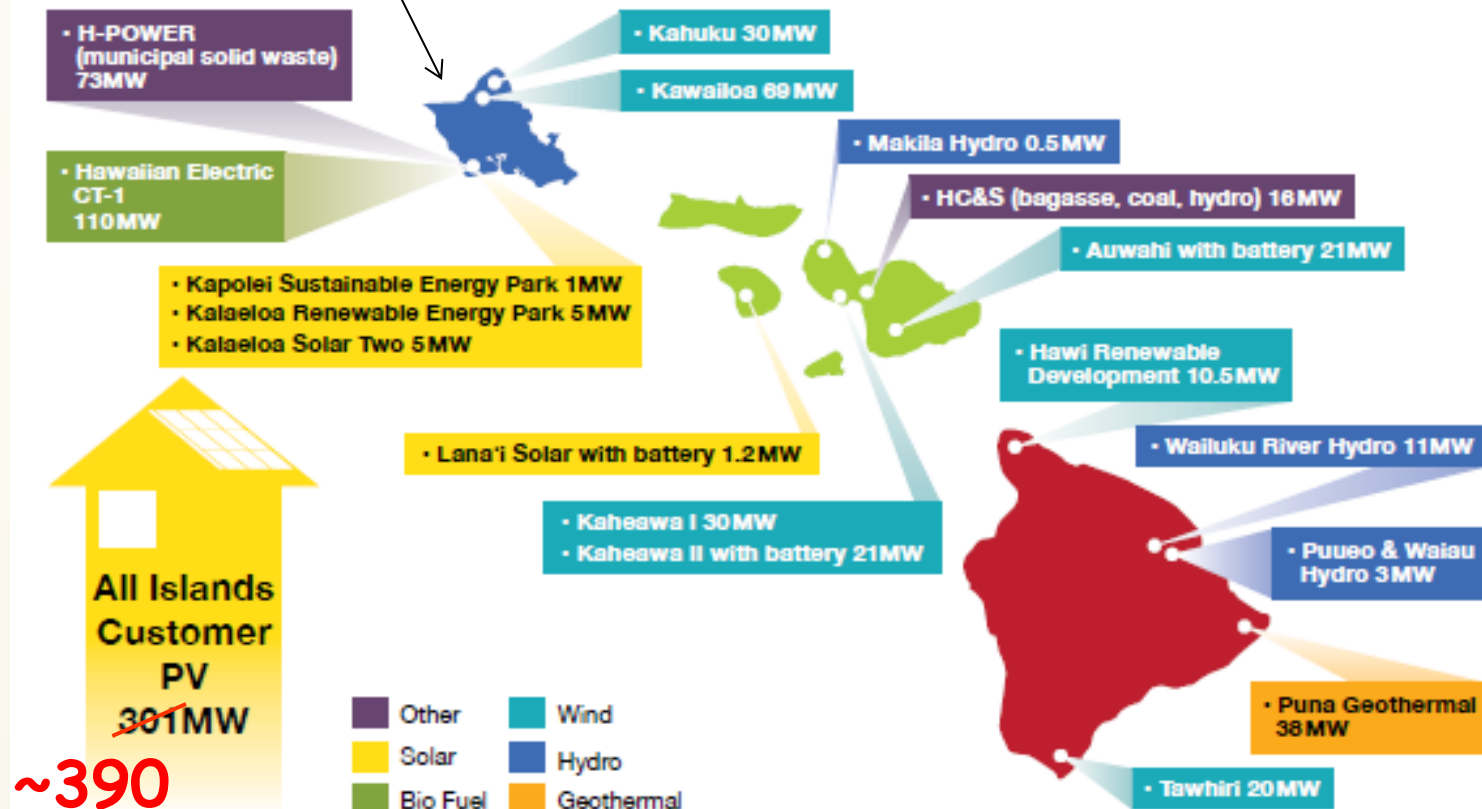 • H-POWER
(municipal solid waste)
73MW
• Kahuku 30MW
• Kawailoa 69MW
• Makila Hydro 0.5MW
• Hawaiian Electric
CT-1
110MW
• HC&S (bagasse, coal, hydro) 16MW
• Auwahi with battery 21MW
• Kapolei Sustainable Energy Park 1MW
• Kalaeloa Renewable Energy Park 5MW
• Kalaeloa Solar Two 5MW
• Hawi Renewable
Development 10.5MW
• Lana‘i Solar with battery 1.2MW
• Wailuku River Hydro 11MW
• Kaheawa I 30MW
• Kaheawa II with battery 21MW
• Puueo & Waiau
Hydro 3MW
All Islands
Customer
PV
301MW
~390
• Puna Geothermal
38MW
• Tawhiri 20MW
Other
Solar
Bio Fuel
Wind
Hydro
Geothermal